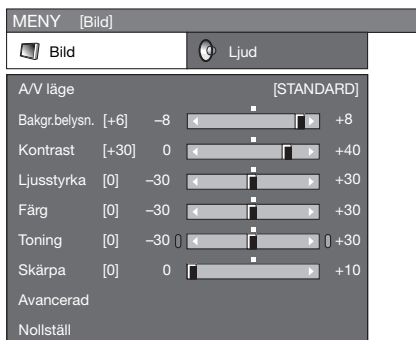 MENY [Bild]
Bild Ljud
A/V läge [STANDARD]
Bakgr.belysn. [+6] –8 +8
Kontrast [+30] 0 +40
Ljusstyrka [0] –30 +30
Färg [0] –30 +30
Toning [0] –30 +30
Skärpa [0] 0 +10
Avancerad
Nollställ